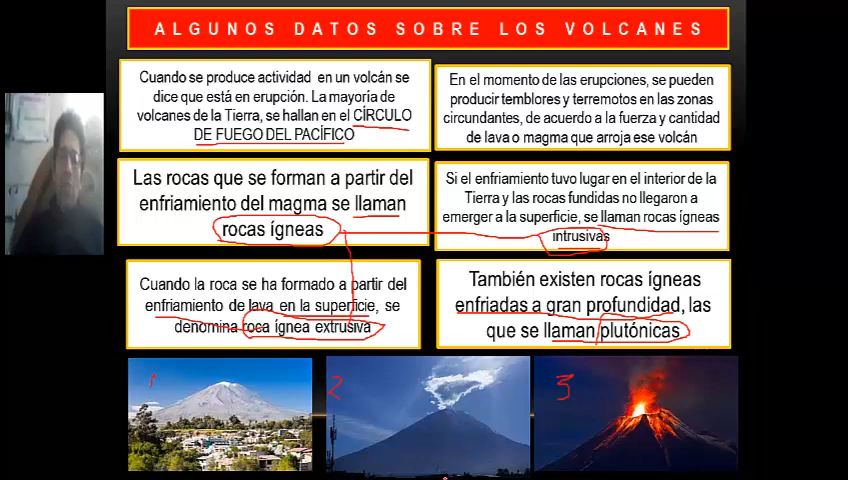 ALGUNOS DATOS SOBRE LOS VOLCANES
Cuando se produce actividad en un volcán se
dice que está en erupción. La mayoría de
volcanes de la Tierra, se hallan en el CÍRCULO
DE FUEGO DEL PACÍFICO
En el momento de las erupciones, se pueden
producir temblores y terremotos en las zonas
circundantes, de acuerdo a la fuerza y cantidad
de lava o magma que arroja ese volcán
Las rocas que se forman a partir del
enfriamiento del magma se llaman
rocas ígneas
Si el enfriamiento tuvo lugar en el interior de la
Tierra y las rocas fundidas no llegaron a
emerger a la superficie, se llaman rocas ígneas
intrusivas
Cuando la roca se ha formado a partir del
enfriamiento de lava en la superficie, se
denomina roca ígnea extrusiva
También existen rocas ígneas
enfriadas a gran profundidad, las
que se llaman plutónicas
1
2
3